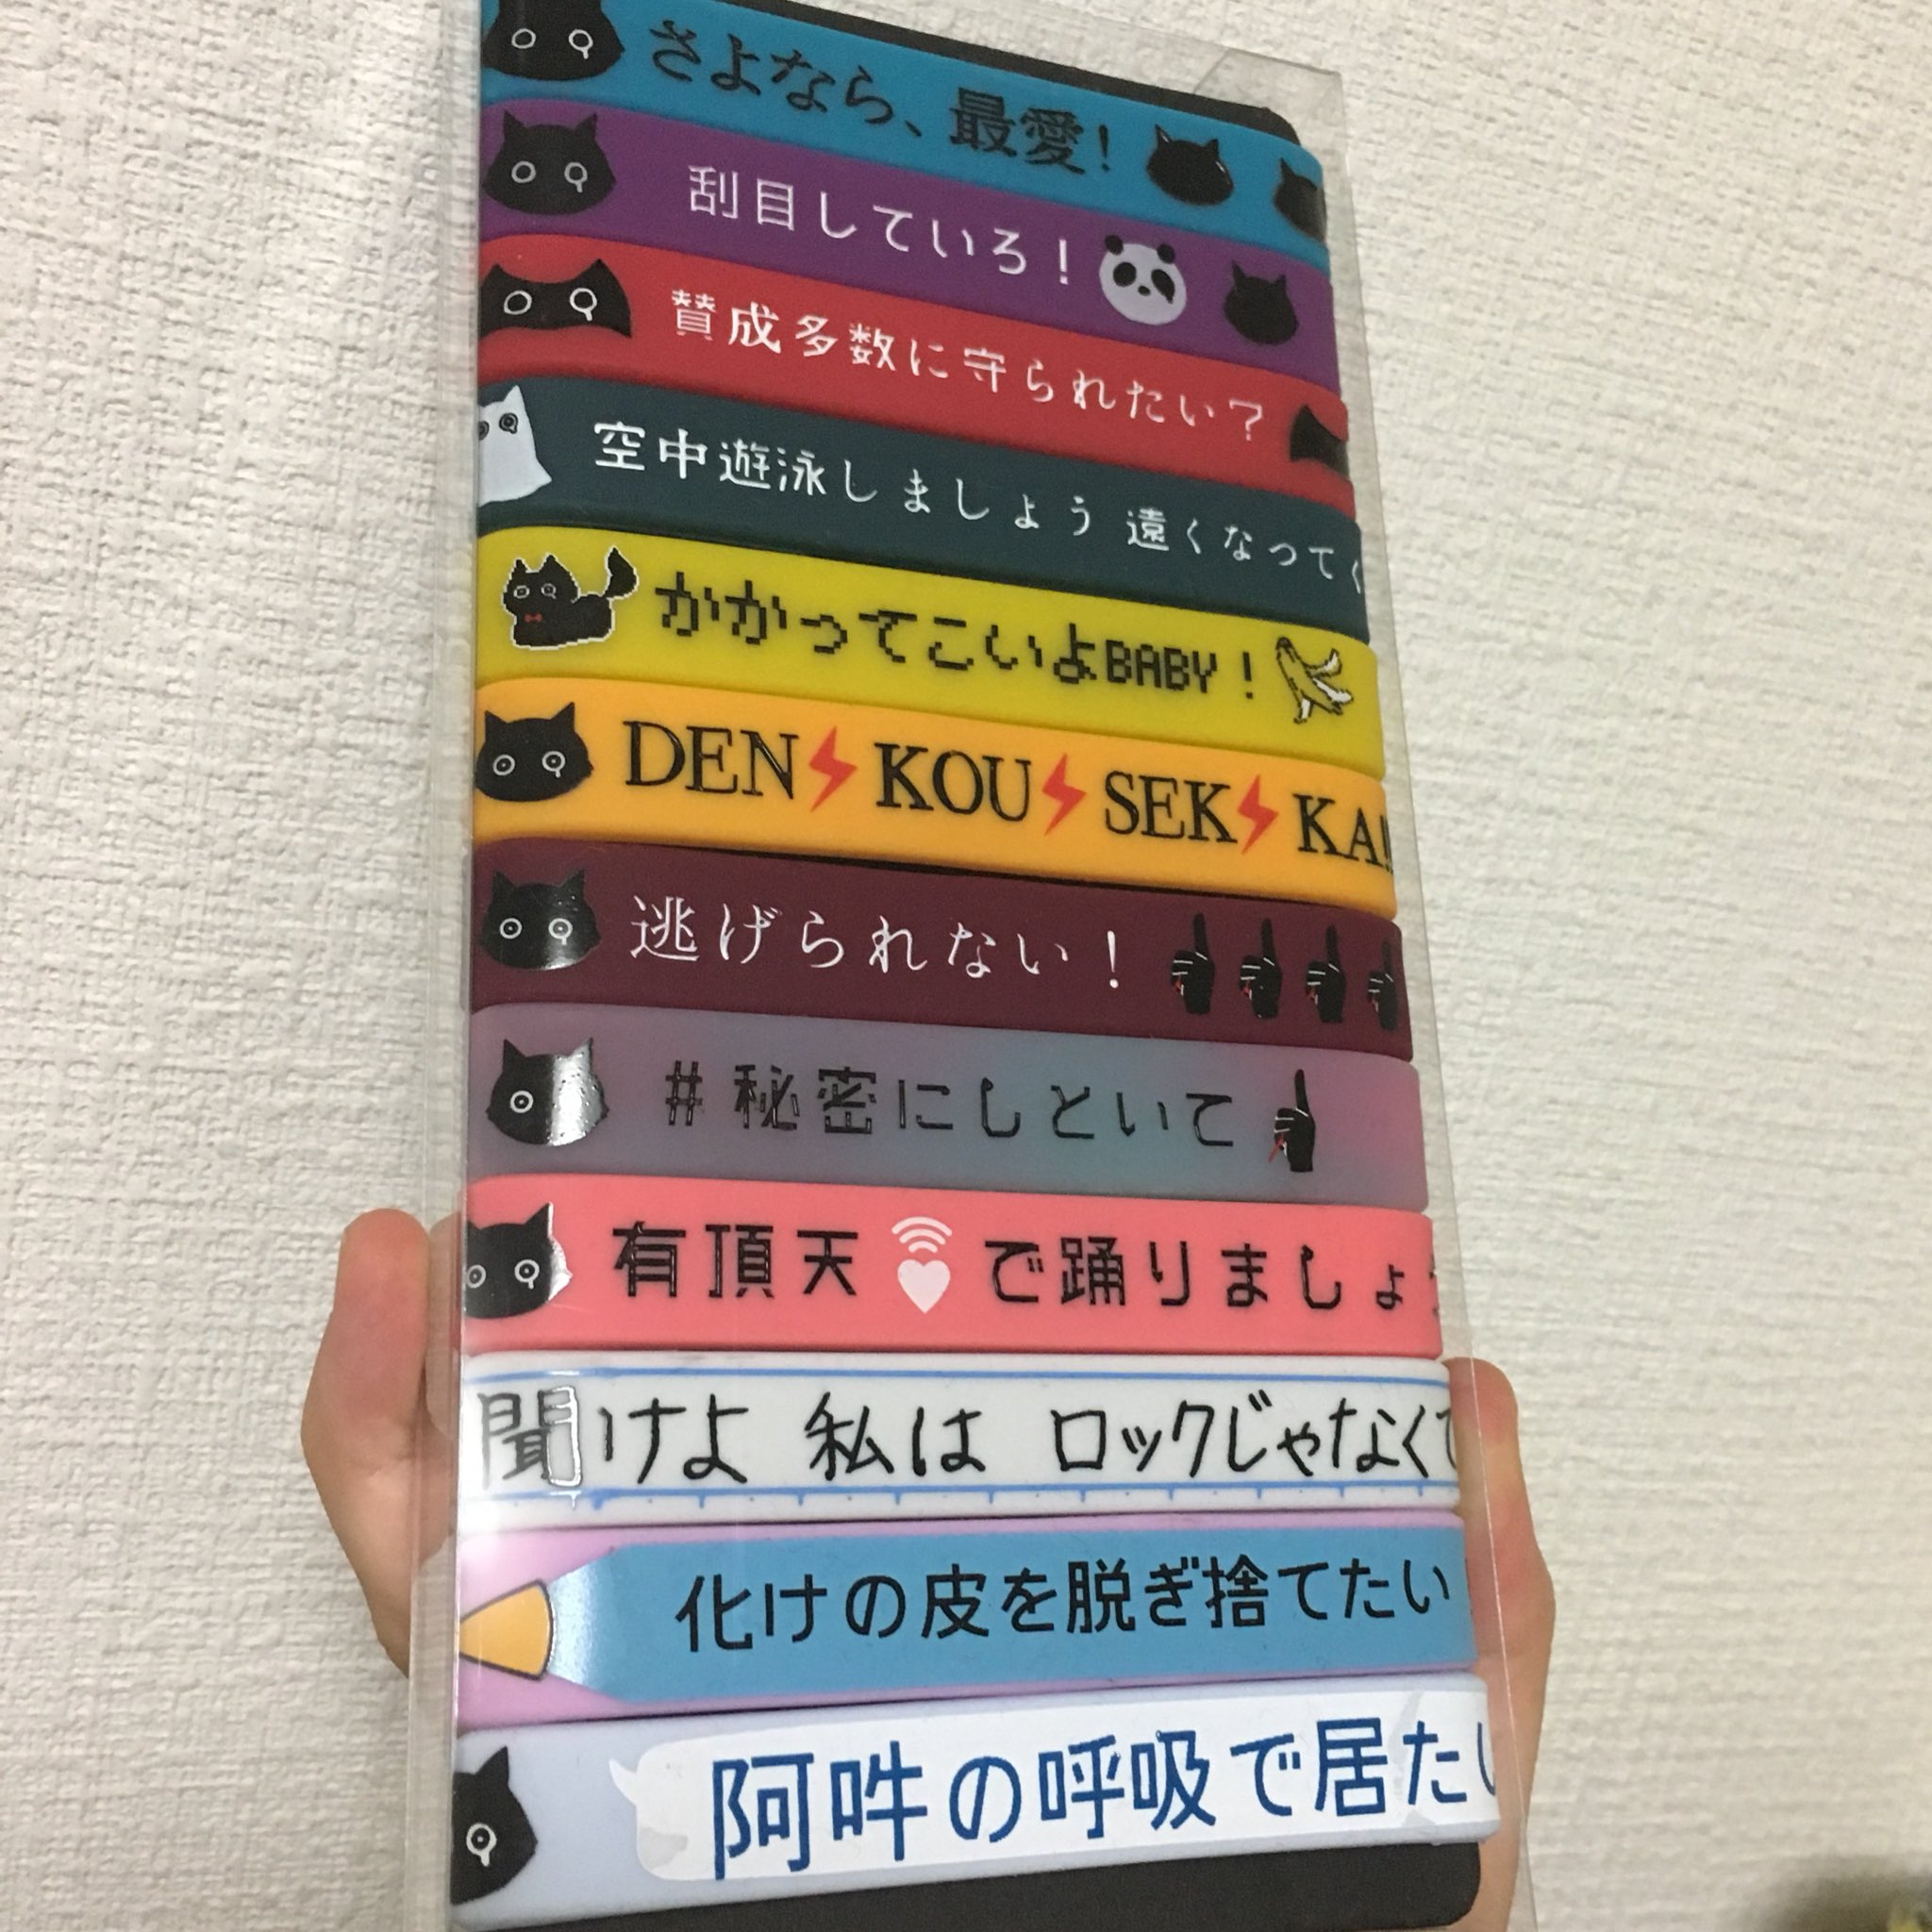 さよなら、最愛!
刮目していろ!
賛成多数に守られたい?
空中遊泳しましょう 遠くなってく
かかってこいよBABY!
DEN KOU SEK KA!!
逃げられない!
#秘密にしといて
有頂天 で踊りましょ
聞けよ 私は ロックじゃなくて
化けの皮を脱ぎ捨てたい
阿吽の呼吸で居たい